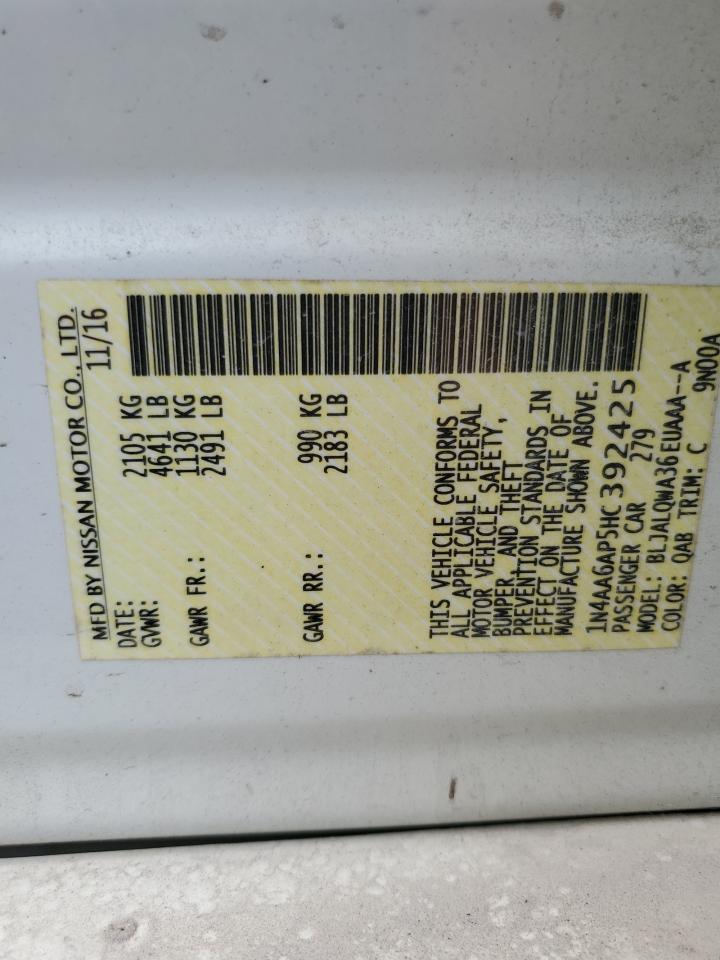 MFD BY NISSAN MOTOR CO., LTD.
DATE: 11/16
GVWR: 2105 KG
4641 LB
GAWR FR.: 1130 KG
2491 LB
GAWR RR.: 990 KG
2183 LB
THIS VEHICLE CONFORMS TO
ALL APPLICABLE FEDERAL
MOTOR VEHICLE SAFETY,
BUMPER, AND THEFT
PREVENTION STANDARDS IN
EFFECT ON THE DATE OF
MANUFACTURE SHOWN ABOVE.
1N4AA6AP5HC392425
PASSENGER CAR 279
MODEL: BLJALQWA36EUAAA--A
COLOR: QAB TRIM: C 9N00A